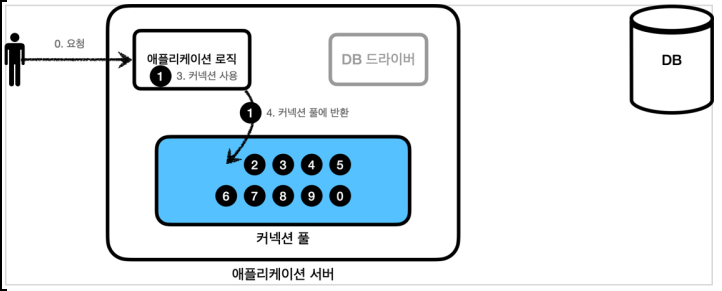 0. 요청
애플리케이션 로직
1 3. 커넥션 사용
DB 드라이버
DB
1 4. 커넥션 풀에 반환
2 3 4 5
6 7 8 9 0
커넥션 풀
애플리케이션 서버